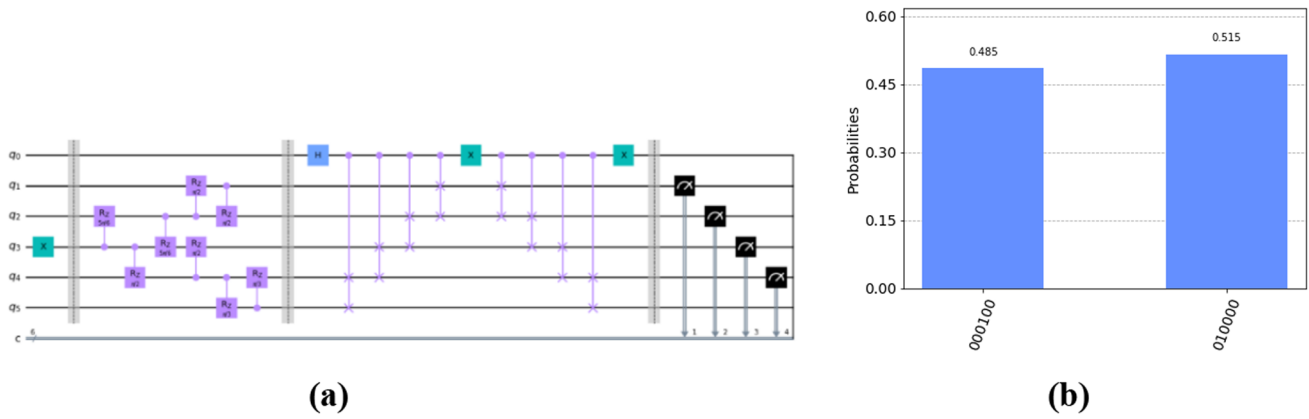 0.60
0.45
0.30
0.15
0.00
Probabilities
0.485
0.515
000100
010000
q0
q1
q2
q3
q4
q5
c
6
H
X
X
X
RZ
5π/6
RZ
π/2
RZ
5π/6
RZ
π/2
RZ
π/2
RZ
π/2
RZ
π/3
RZ
π/3
1
2
3
4
(a)
(b)